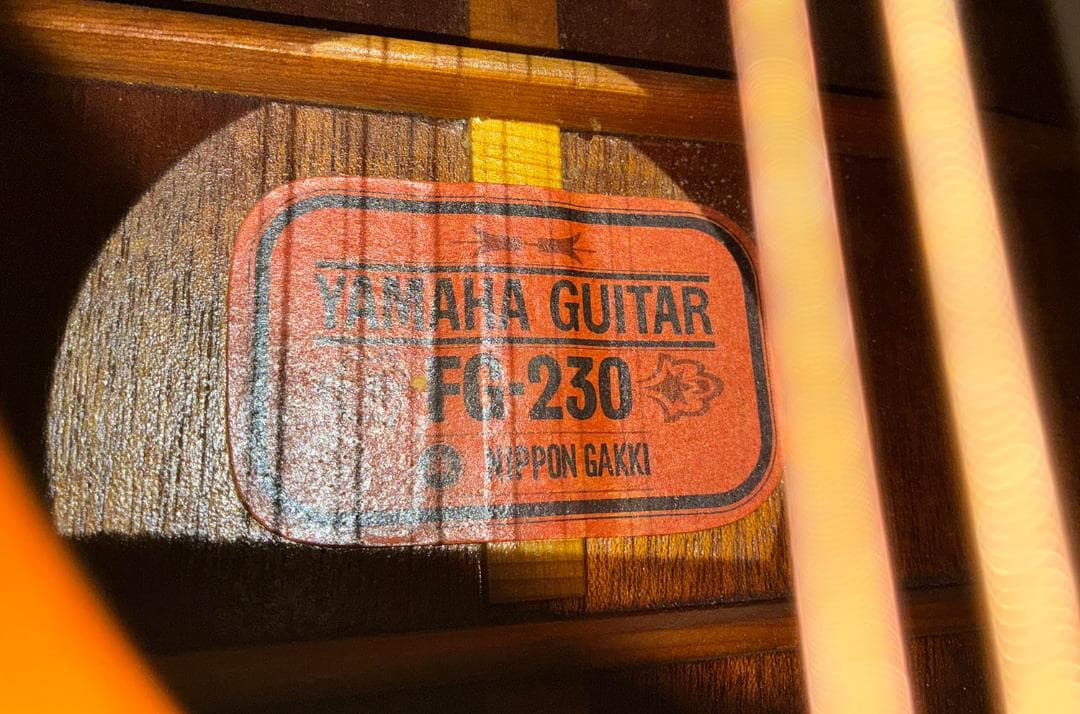 YAMAHA GUITAR
FG-230
NIPPON GAKKI